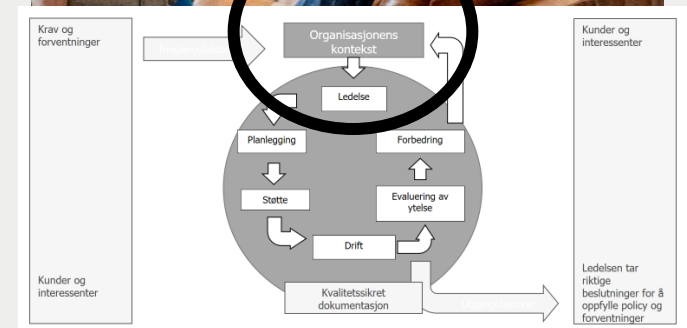 Krav og
forventninger
Kunder og
interessenter
Organisasjonens
kontekst
Ledelse
Planlegging
Støtte
Drift
Evaluering av
ytelse
Forbedring
Kvalitetssikret
dokumentasjon
Kunder og
interessenter
Ledelsen tar
riktige
beslutninger for å
oppfylle policy og
forventninger